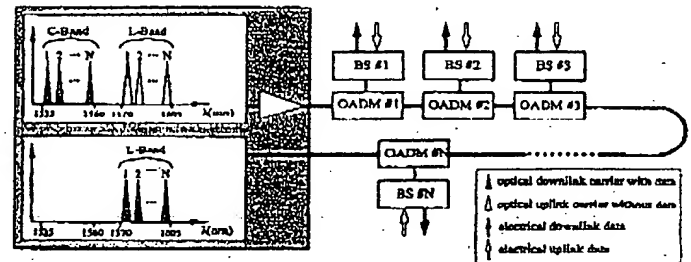 C-Band L-Band
1 2 ... N 1 2 ... N
...
1535 1560 1570 1605 λ(nm)
L-Band
1 2 ... N
...
1535 1560 1570 1605 λ(nm)
BS #1 BS #2 BS #3
OADM #1 OADM #2 OADM #3
OADM #N
BS #N
optical downlink carrier with data
optical uplink carrier without data
electrical downlink data
electrical uplink data